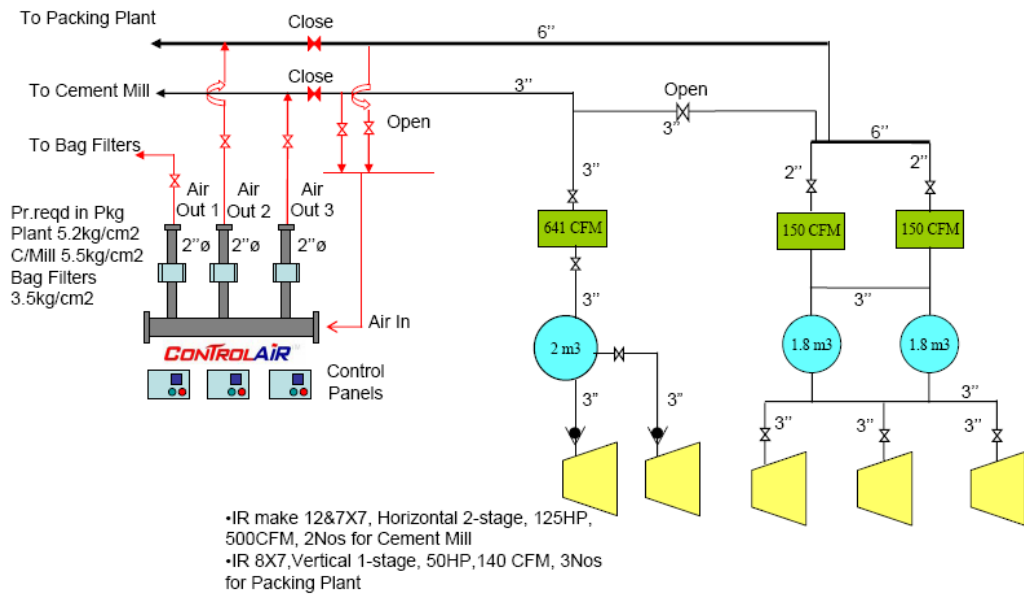 To Packing Plant
Close
6’’
To Cement Mill
Close
3’’
Open
3’’
Open
To Bag Filters
6’’
3’’
2’’
2’’
Air
Out 1
Air
Out 2
Air
Out 3
Pr.reqd in Pkg
Plant 5.2kg/cm2
C/Mill 5.5kg/cm2
Bag Filters
3.5kg/cm2
2’’ø
2’’ø
2’’ø
641 CFM
150 CFM
150 CFM
3’’
3’’
Air In
CONTROLAIR
2 m3
1.8 m3
1.8 m3
Control
Panels
3’’
3’’
3’’
3’’
3’’
3’’
•IR make 12&7X7, Horizontal 2-stage, 125HP,
500CFM, 2Nos for Cement Mill
•IR 8X7,Vertical 1-stage, 50HP,140 CFM, 3Nos
for Packing Plant